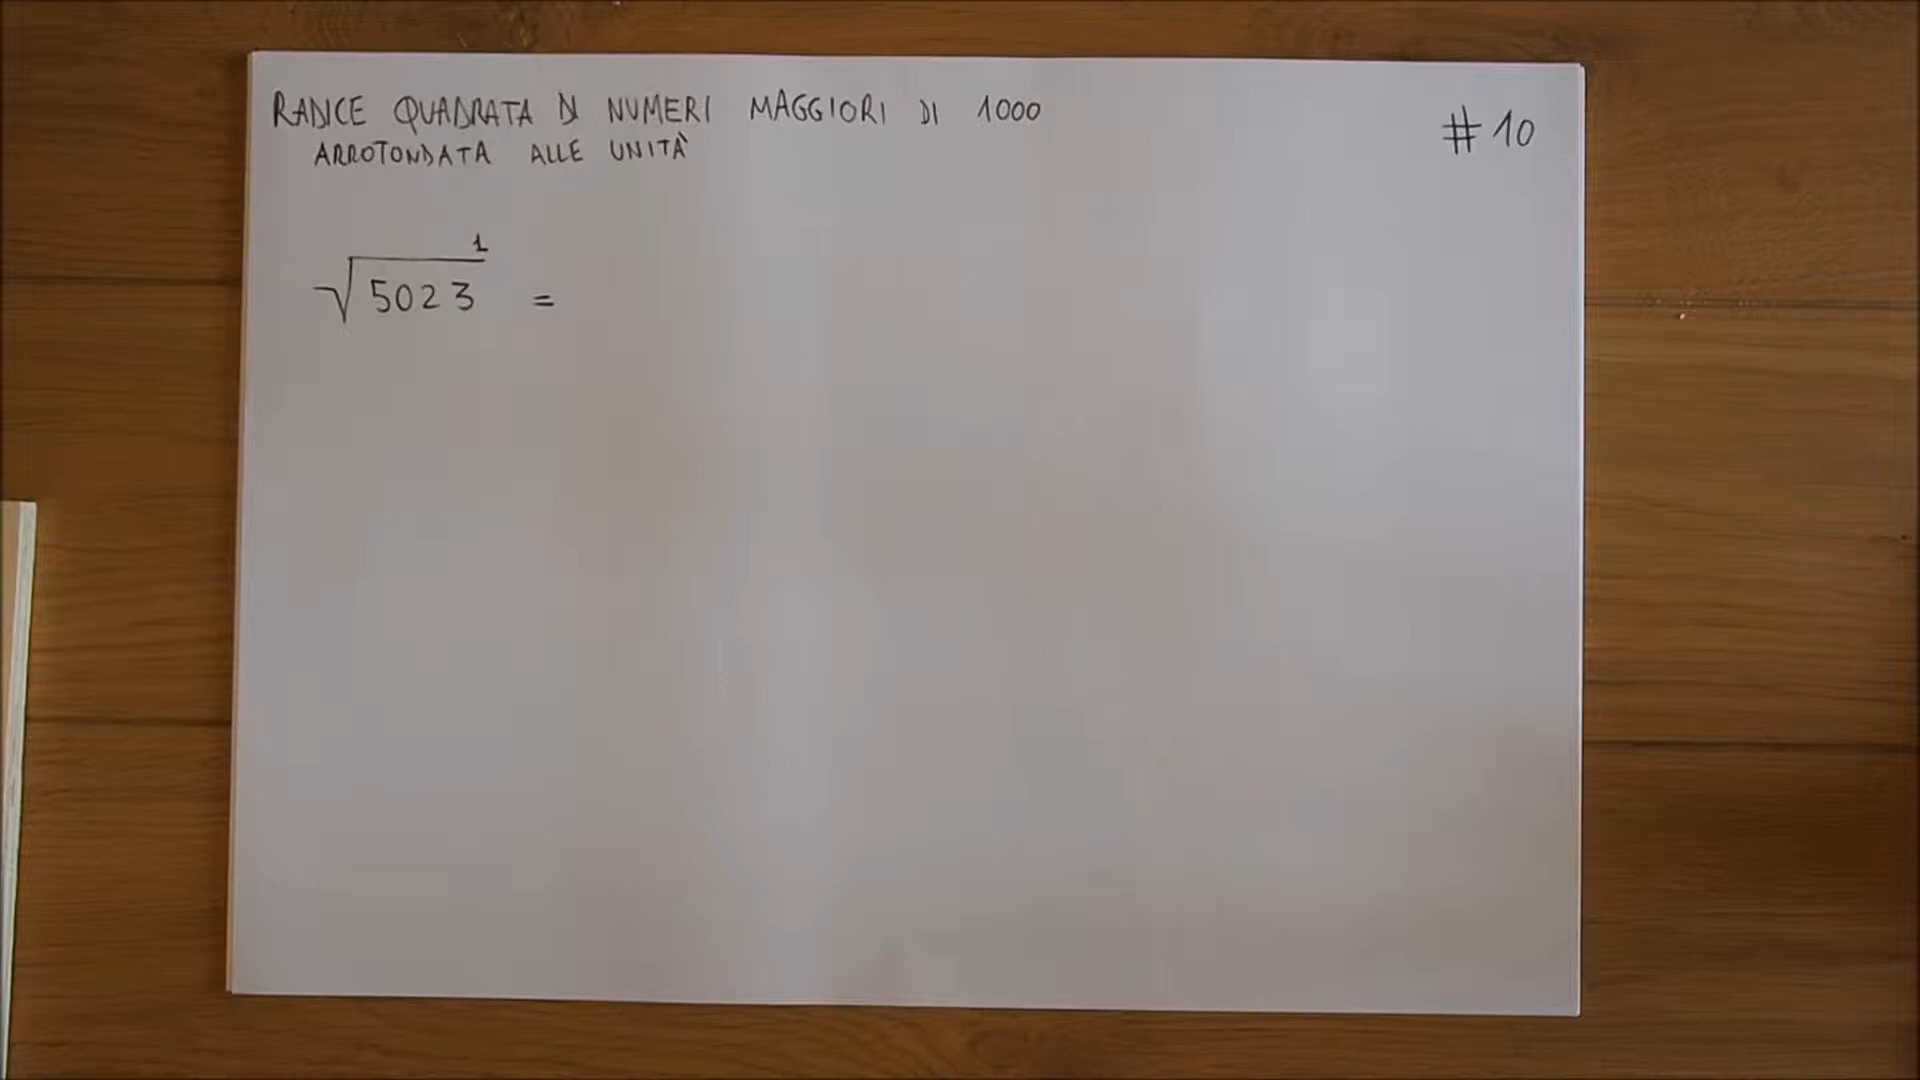 RADICE QUADRATA DI NUMERI MAGGIORI DI 1000
ARROTONDATA ALLE UNITÀ
#10
1
√5023 =